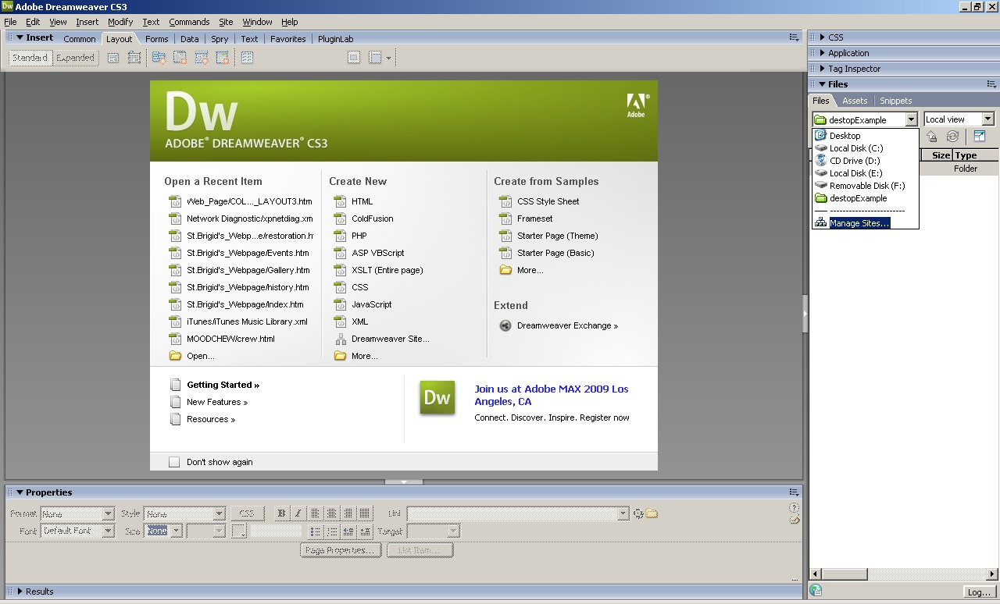 Adobe Dreamweaver CS3
File Edit View Insert Modify Text Commands Site Window Help
Insert Common Layout Forms Data Spry Text Favorites PluginLab
Standard Expanded
Dw
ADOBE® DREAMWEAVER® CS3
Adobe
Open a Recent Item
Web_Page/COL..._LAYOUT3.htm
Network Diagnostic/xpnetdiag.xm
St.Brigid's_Webp...e/restoration.h
St.Brigid's_Webpage/Events.htm
St.Brigid's_Webpage/Gallery.htm
St.Brigid's_Webpage/history.htm
St.Brigid's_Webpage/Index.htm
iTunes/iTunes Music Library.xml
MOODCHEW/crew.html
Open...
Create New
HTML
ColdFusion
PHP
ASP VBScript
XSLT (Entire page)
CSS
JavaScript
XML
Dreamweaver Site...
More...
Create from Samples
CSS Style Sheet
Frameset
Starter Page (Theme)
Starter Page (Basic)
More...
Extend
Dreamweaver Exchange »
Getting Started »
New Features »
Resources »
Dw
Join us at Adobe MAX 2009 Los
Angeles, CA
Connect. Discover. Inspire. Register now
Don't show again
Properties
Format None Style None CSS B I Link
Font Default Font Size None Target
Page Properties... List Item...
Results
CSS
Application
Tag Inspector
Files
Files Assets Snippets
destopExample Local view
Size Type
Folder
Desktop
Local Disk (C:)
CD Drive (D:)
Local Disk (E:)
Removable Disk (F:)
destopExample
Manage Sites...
Log...